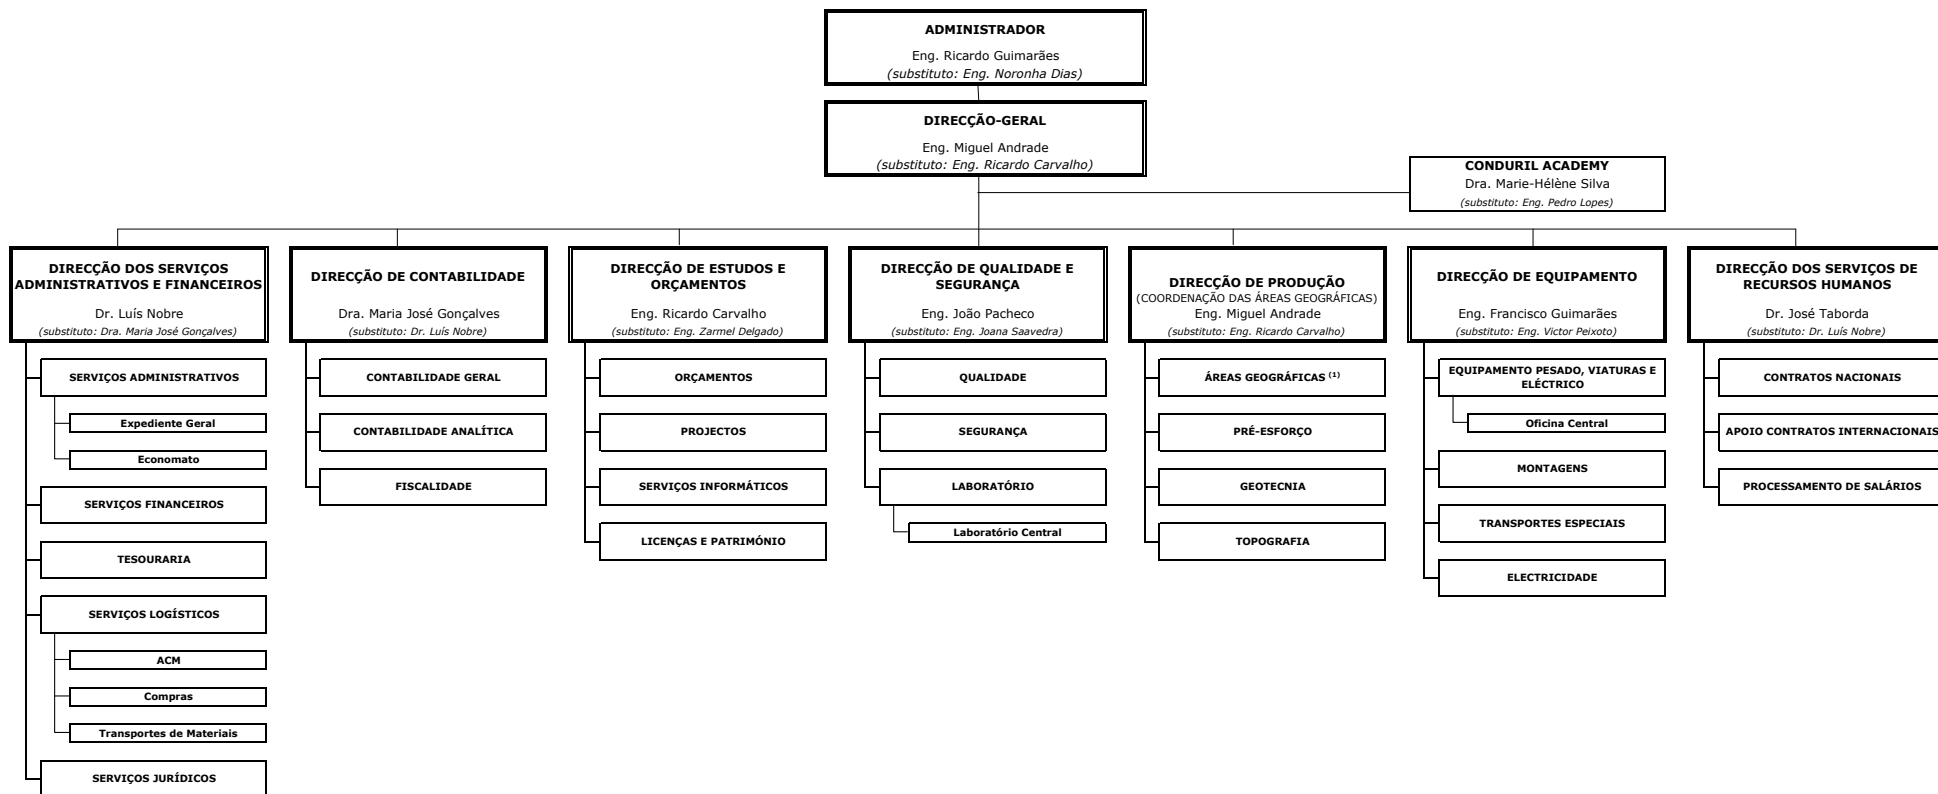 ADMINISTRADOR
Eng. Ricardo Guimarães
(substituto: Eng. Noronha Dias)
DIRECÇÃO-GERAL
Eng. Miguel Andrade
(substituto: Eng. Ricardo Carvalho)
CONDURIL ACADEMY
Dra. Marie-Hélène Silva
(substituto: Eng. Pedro Lopes)
DIRECÇÃO DOS SERVIÇOS
ADMINISTRATIVOS E FINANCEIROS
Dr. Luís Nobre
(substituto: Dra. Maria José Gonçalves)
SERVIÇOS ADMINISTRATIVOS
Expediente Geral
Economato
SERVIÇOS FINANCEIROS
TESOURARIA
SERVIÇOS LOGÍSTICOS
ACM
Compras
Transportes de Materiais
SERVIÇOS JURÍDICOS
DIRECÇÃO DE CONTABILIDADE
Dra. Maria José Gonçalves
(substituto: Dr. Luís Nobre)
CONTABILIDADE GERAL
CONTABILIDADE ANALÍTICA
FISCALIDADE
DIRECÇÃO DE ESTUDOS E
ORÇAMENTOS
Eng. Ricardo Carvalho
(substituto: Eng. Zarmel Delgado)
ORÇAMENTOS
PROJECTOS
SERVIÇOS INFORMÁTICOS
LICENÇAS E PATRIMÓNIO
DIRECÇÃO DE QUALIDADE E
SEGURANÇA
Eng. João Pacheco
(substituto: Eng. Joana Saavedra)
QUALIDADE
SEGURANÇA
LABORATÓRIO
Laboratório Central
DIRECÇÃO DE PRODUÇÃO
(COORDENAÇÃO DAS ÁREAS GEOGRÁFICAS)
Eng. Miguel Andrade
(substituto: Eng. Ricardo Carvalho)
ÁREAS GEOGRÁFICAS (1)
PRÉ-ESFORÇO
GEOTECNIA
TOPOGRAFIA
DIRECÇÃO DE EQUIPAMENTO
Eng. Francisco Guimarães
(substituto: Eng. Victor Peixoto)
EQUIPAMENTO PESADO, VIATURAS E
ELÉCTRICO
Oficina Central
MONTAGENS
TRANSPORTES ESPECIAIS
ELECTRICIDADE
DIRECÇÃO DOS SERVIÇOS DE
RECURSOS HUMANOS
Dr. José Taborda
(substituto: Dr. Luís Nobre)
CONTRATOS NACIONAIS
APOIO CONTRATOS INTERNACIONAIS
PROCESSAMENTO DE SALÁRIOS